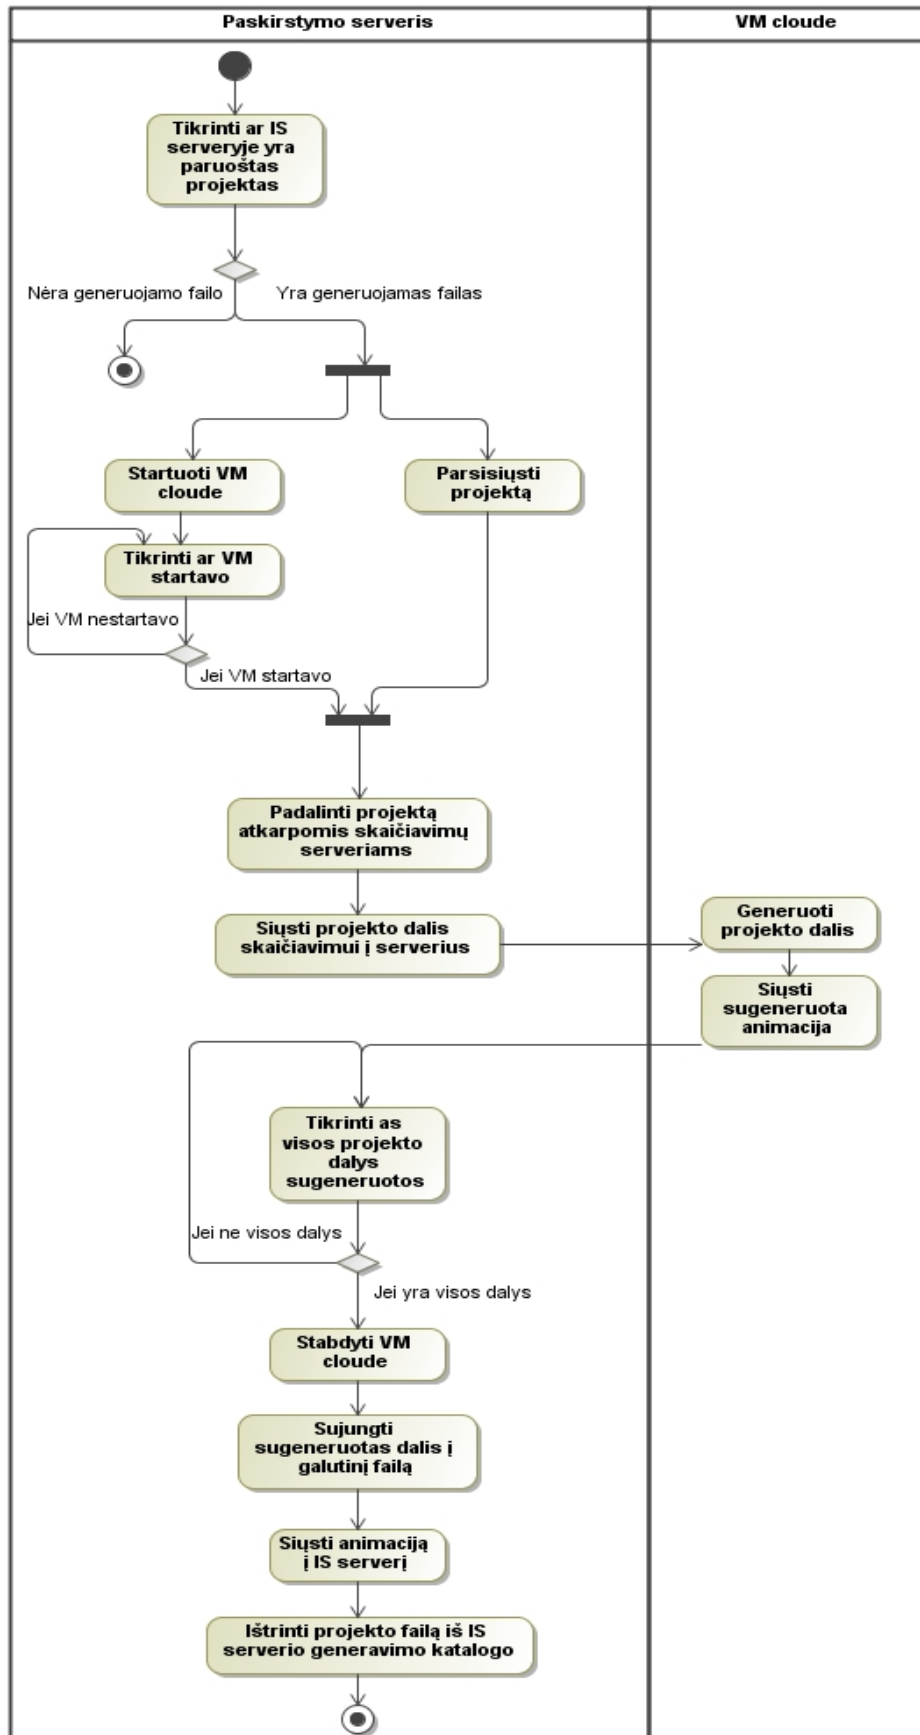 Paskirstymo serveris
VM cloude
Tikrinti ar IS
serveryje yra
paruoštas
projektas
Nėra generuojamo failo
Yra generuojamas failas
Startuoti VM
cloude
Parsisiųsti
projektą
Tikrinti ar VM
startavo
Jei VM nestartavo
Jei VM startavo
Padalinti projektą
atkarpomis skaičiavimų
serveriams
Siųsti projekto dalis
skaičiavimui į serverius
Generuoti
projekto dalis
Siųsti
sugeneruota
animacija
Tikrinti as
visos projekto
dalys
sugeneruotos
Jei ne visos dalys
Jei yra visos dalys
Stabdyti VM
cloude
Sujungti
sugeneruotas dalis į
galutinį failą
Siųsti animaciją
į IS serverį
Ištrinti projekto failą iš IS
serverio generavimo katalogo